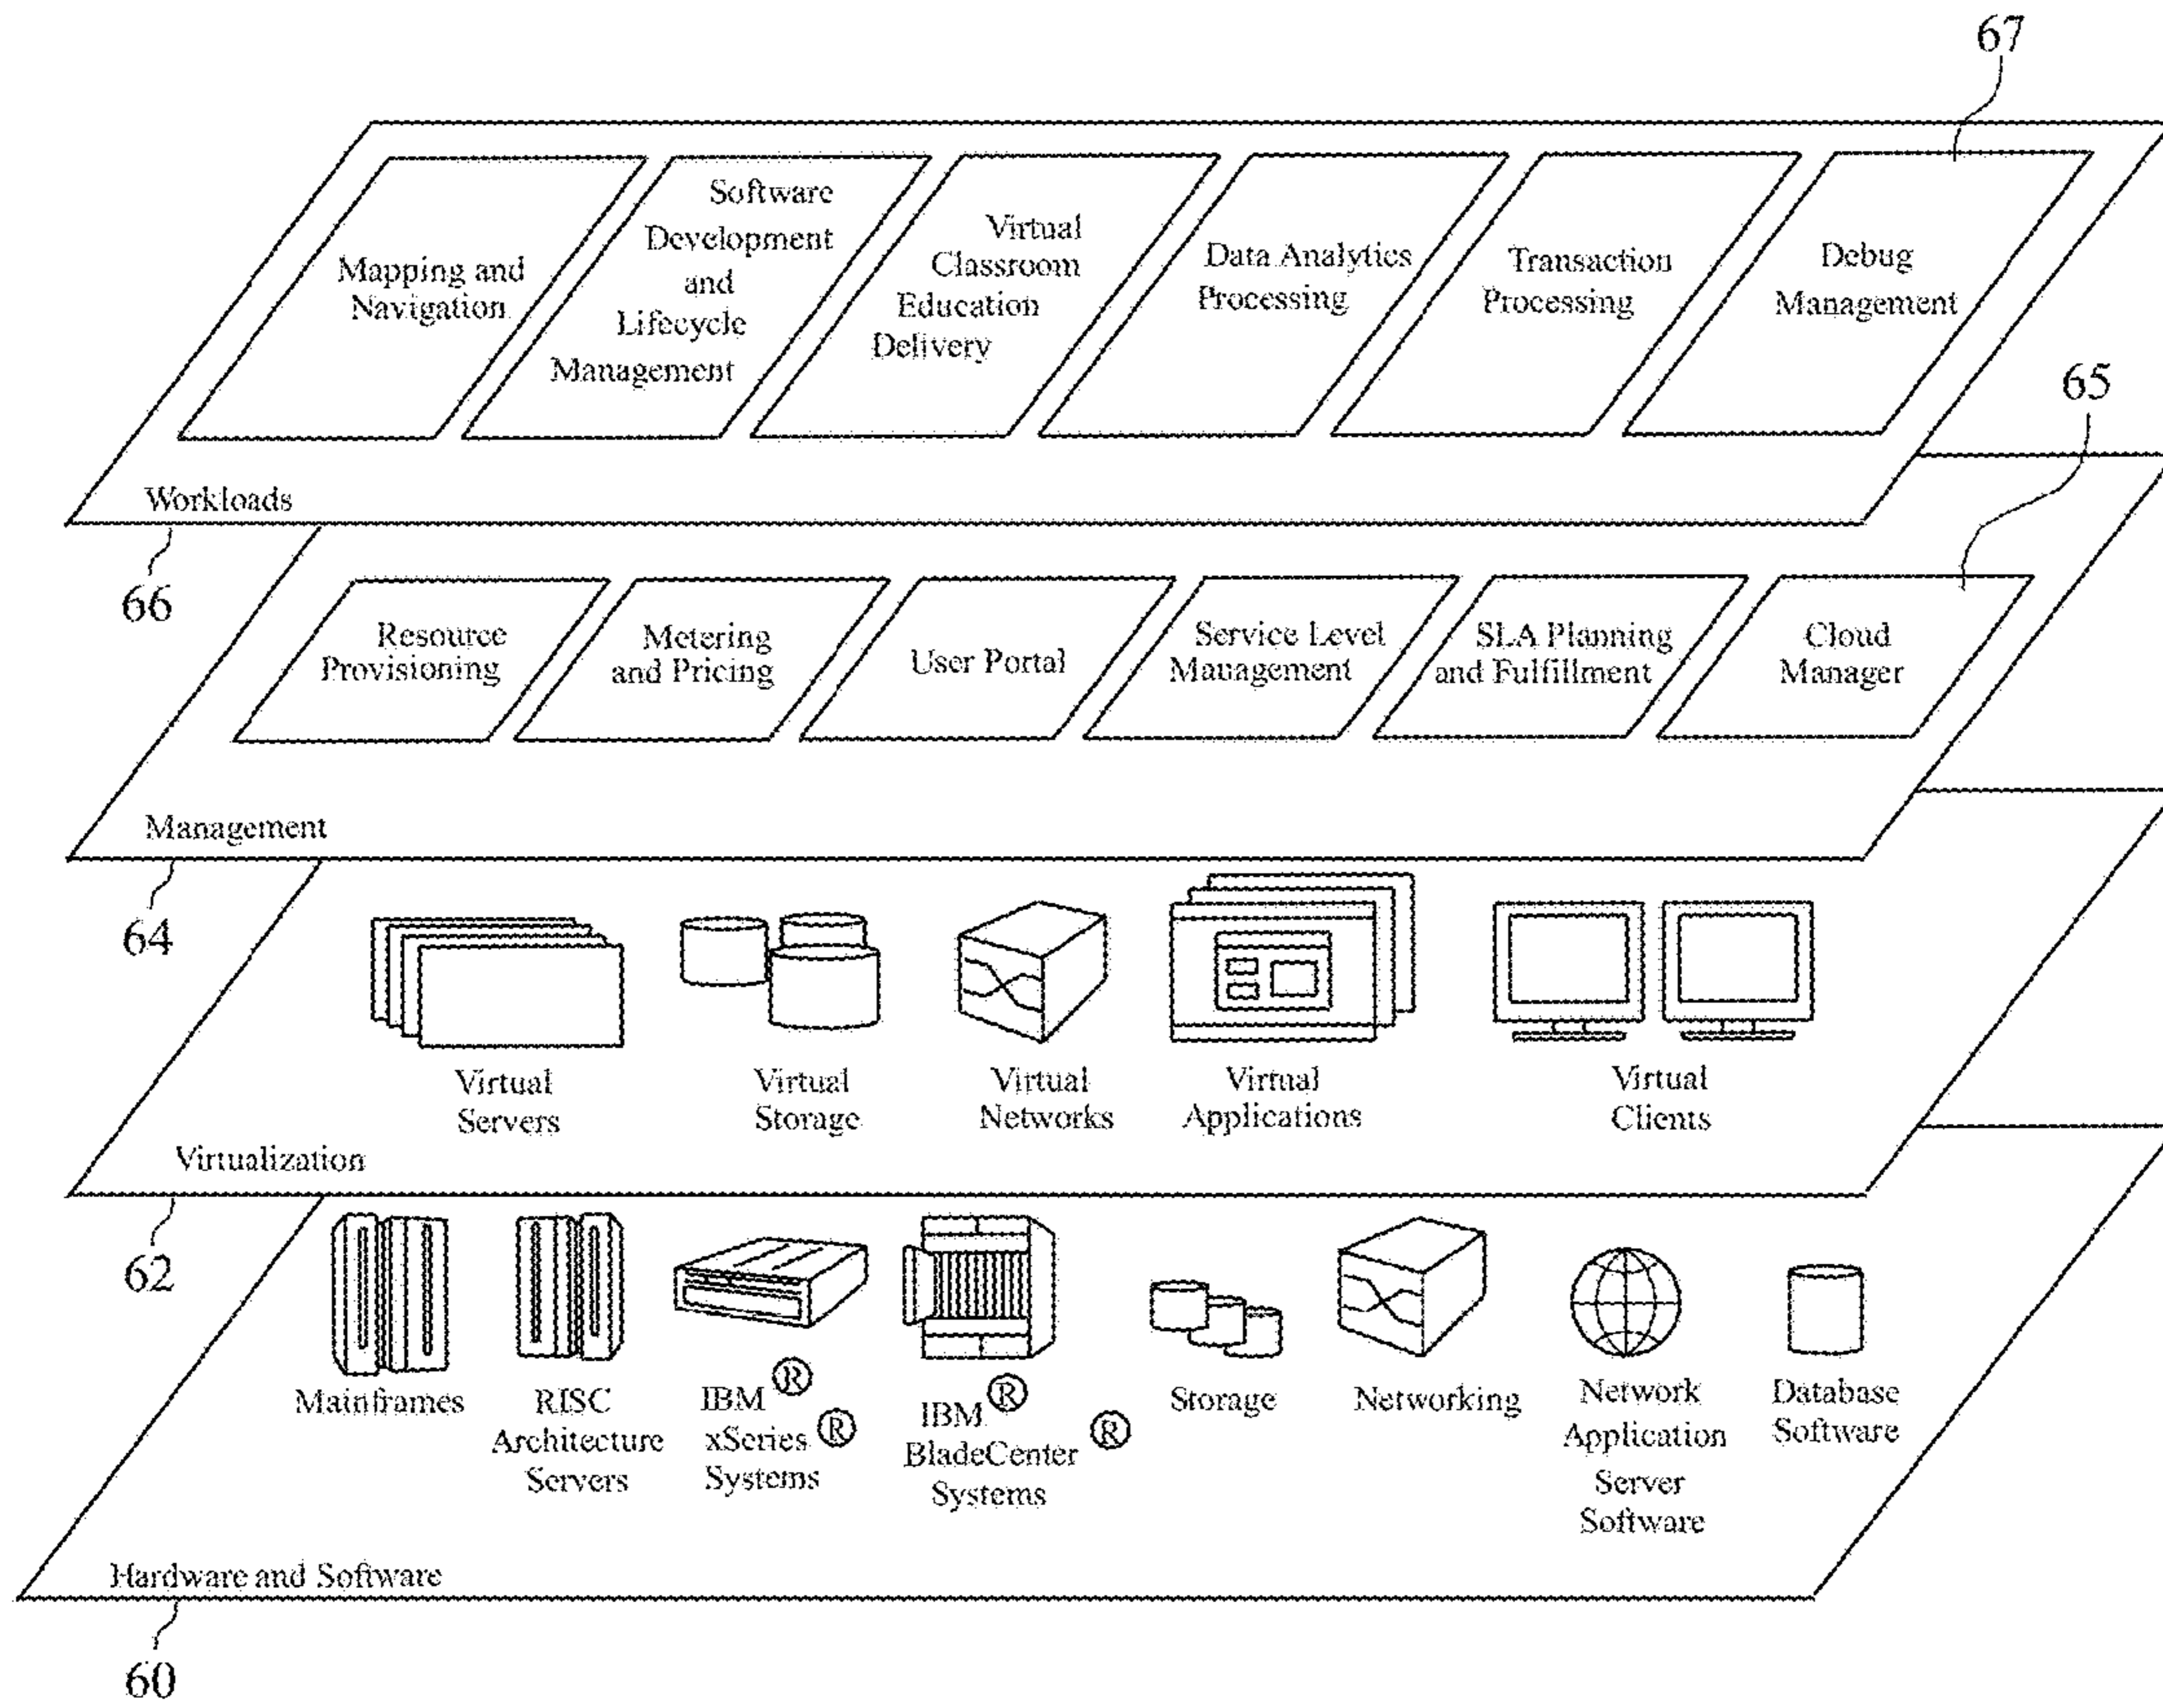 67
Mapping and
Navigation
Software
Development
and
Lifecycle
Management
Virtual
Classroom
Education
Delivery
Data Analytics
Processing
Transaction
Processing
Debug
Management
Workloads
66
65
Resource
Provisioning
Metering
and Pricing
User Portal
Service Level
Management
SLA Planning
and Fulfillment
Cloud
Manager
Management
64
Virtual
Servers
Virtual
Storage
Virtual
Networks
Virtual
Applications
Virtual
Clients
Virtualization
62
Mainframes
RISC
Architecture
Servers
IBM ®
xSeries ®
Systems
IBM ®
BladeCenter ®
Systems
Storage
Networking
Network
Application
Server
Software
Database
Software
Hardware and Software
60